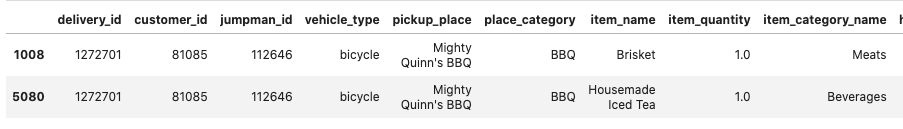 delivery_id customer_id jumpman_id vehicle_type pickup_place place_category item_name item_quantity item_category_name
1008 1272701 81085 112646 bicycle Mighty Quinn's BBQ BBQ Brisket 1.0 Meats
5080 1272701 81085 112646 bicycle Mighty Quinn's BBQ BBQ Housemade Iced Tea 1.0 Beverages